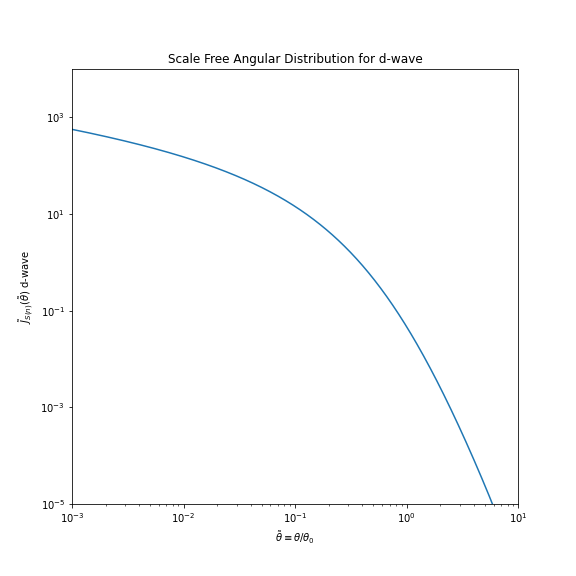 Scale Free Angular Distribution for d-wave
10³
10¹
10⁻¹
10⁻³
10⁻⁵
J̃_{S(n)}(θ̃) d-wave
10⁻³ 10⁻² 10⁻¹ 10⁰ 10¹
θ̃ ≡ θ/θ₀